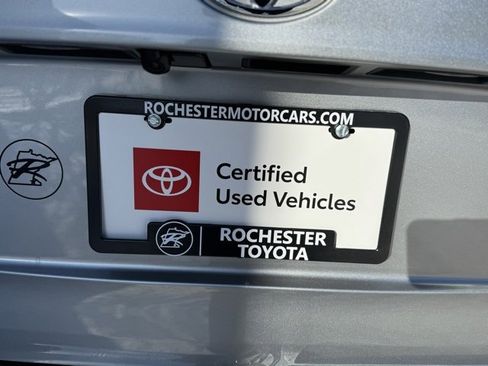 ROCHESTERMOTORCARS.COM
Certified
Used Vehicles
ROCHESTER
TOYOTA